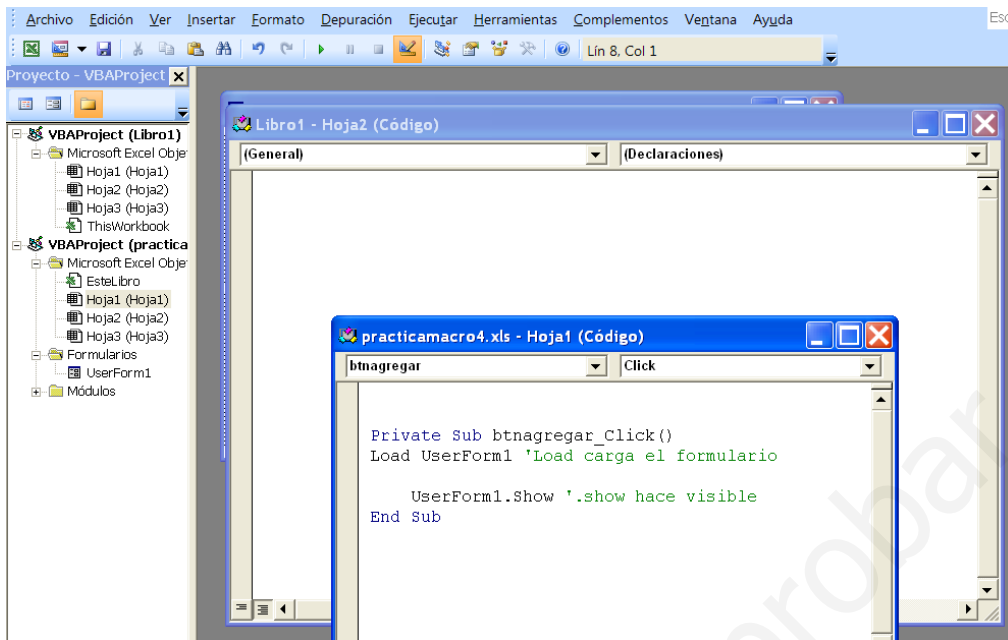 Archivo Edición Ver Insertar Formato Depuración Ejecutar Herramientas Complementos Ventana Ayuda
Lín 8, Col 1
Proyecto - VBAProject
VBAProject (Libro1)
Microsoft Excel Obje
Hoja1 (Hoja1)
Hoja2 (Hoja2)
Hoja3 (Hoja3)
ThisWorkbook
VBAProject (practica
Microsoft Excel Obje
EsteLibro
Hoja1 (Hoja1)
Hoja2 (Hoja2)
Hoja3 (Hoja3)
Formularios
UserForm1
Módulos
Libro1 - Hoja2 (Código)
(General) (Declaraciones)
practicamacro4.xls - Hoja1 (Código)
btnagregar Click
Private Sub btnagregar_Click()
Load UserForm1 'Load carga el formulario
UserForm1.Show '.show hace visible
End Sub